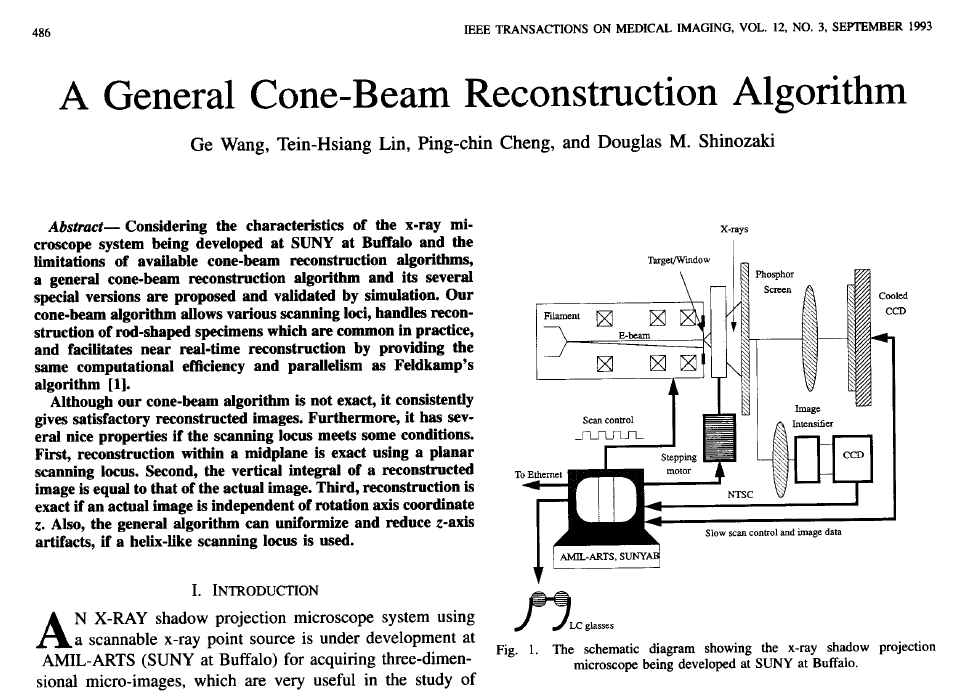 486
IEEE TRANSACTIONS ON MEDICAL IMAGING, VOL. 12, NO. 3, SEPTEMBER 1993
A General Cone-Beam Reconstruction Algorithm
Ge Wang, Tein-Hsiang Lin, Ping-chin Cheng, and Douglas M. Shinozaki
Abstract— Considering the characteristics of the x-ray mi-
croscope system being developed at SUNY at Buffalo and the
limitations of available cone-beam reconstruction algorithms,
a general cone-beam reconstruction algorithm and its several
special versions are proposed and validated by simulation. Our
cone-beam algorithm allows various scanning loci, handles recon-
struction of rod-shaped specimens which are common in practice,
and facilitates near real-time reconstruction by providing the
same computational efficiency and parallelism as Feldkamp's
algorithm [1].
Although our cone-beam algorithm is not exact, it consistently
gives satisfactory reconstructed images. Furthermore, it has sev-
eral nice properties if the scanning locus meets some conditions.
First, reconstruction within a midplane is exact using a planar
scanning locus. Second, the vertical integral of a reconstructed
image is equal to that of the actual image. Third, reconstruction is
exact if an actual image is independent of rotation axis coordinate
z. Also, the general algorithm can uniformize and reduce z-axis
artifacts, if a helix-like scanning locus is used.
I. INTRODUCTION
AN X-RAY shadow projection microscope system using
a scannable x-ray point source is under development at
AMIL-ARTS (SUNY at Buffalo) for acquiring three-dimen-
sional micro-images, which are very useful in the study of
X-rays
Target/Window
Phosphor
Screen
Cooled
CCD
Filament
E-beam
Image
Intensifier
Scan control
Stepping
motor
CCD
To Ethernet
NTSC
Slow scan control and image data
AMIL-ARTS, SUNYAB
LC glasses
Fig. 1. The schematic diagram showing the x-ray shadow projection
microscope being developed at SUNY at Buffalo.